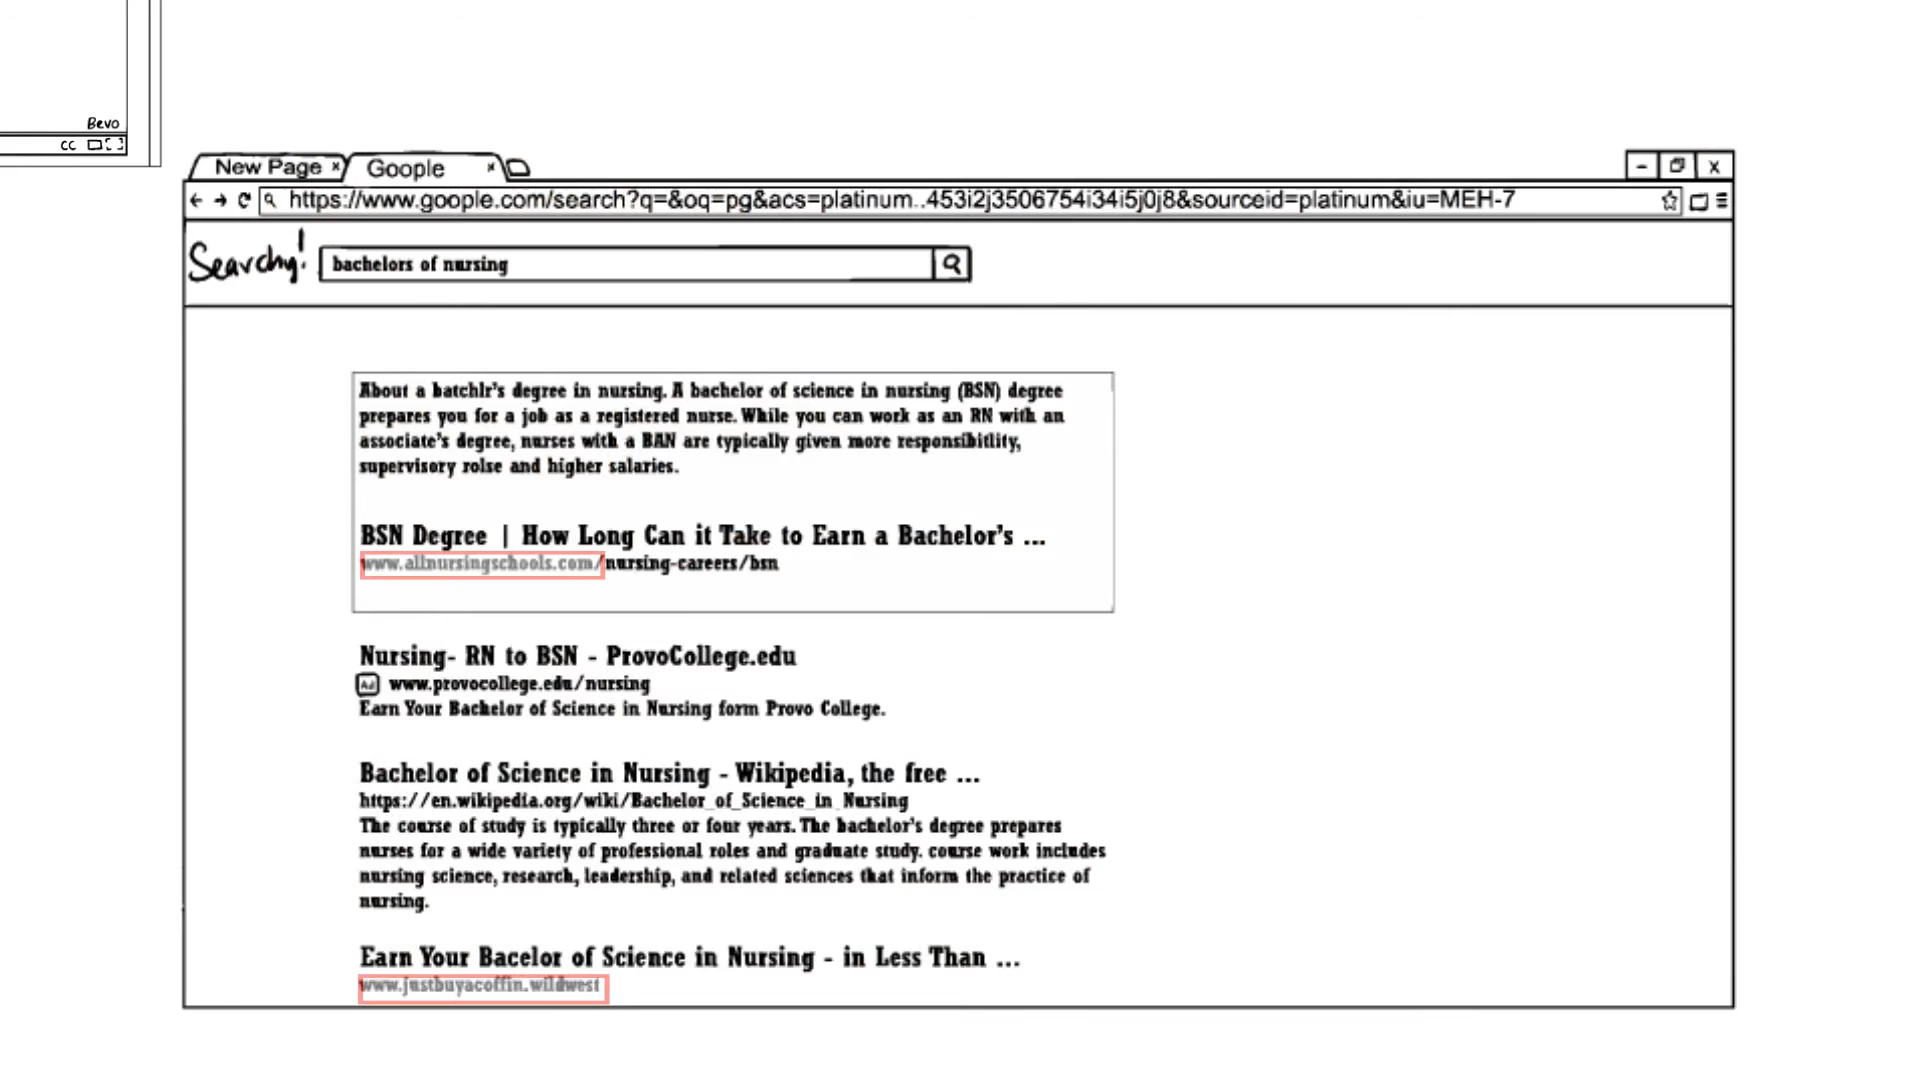 Bevo
CC
New Page x
Goople x
https://www.goople.com/search?q=&oq=pg&acs=platinum..453i2j3506754i34i5j0j8&sourceid=platinum&iu=MEH-7
Searchy!
bachelors of nursing
About a batchlr's degree in nursing. A bachelor of science in nursing (BSN) degree
prepares you for a job as a registered nurse. While you can work as an RN with an
associate's degree, nurses with a BAN are typically given more responsibitlity,
supervisory rolse and higher salaries.
BSN Degree | How Long Can it Take to Earn a Bachelor's ...
www.allnursingschools.com/nursing-careers/bsn
Nursing- RN to BSN - ProvoCollege.edu
Ad www.provocollege.edu/nursing
Earn Your Bachelor of Science in Nursing form Provo College.
Bachelor of Science in Nursing - Wikipedia, the free ...
https://en.wikipedia.org/wiki/Bachelor_of_Science_in_Nursing
The course of study is typically three or four years. The bachelor's degree prepares
nurses for a wide variety of professional roles and graduate study. course work includes
nursing science, research, leadership, and related sciences that inform the practice of
nursing.
Earn Your Bacelor of Science in Nursing - in Less Than ...
www.justbuyacoffin.wildwest